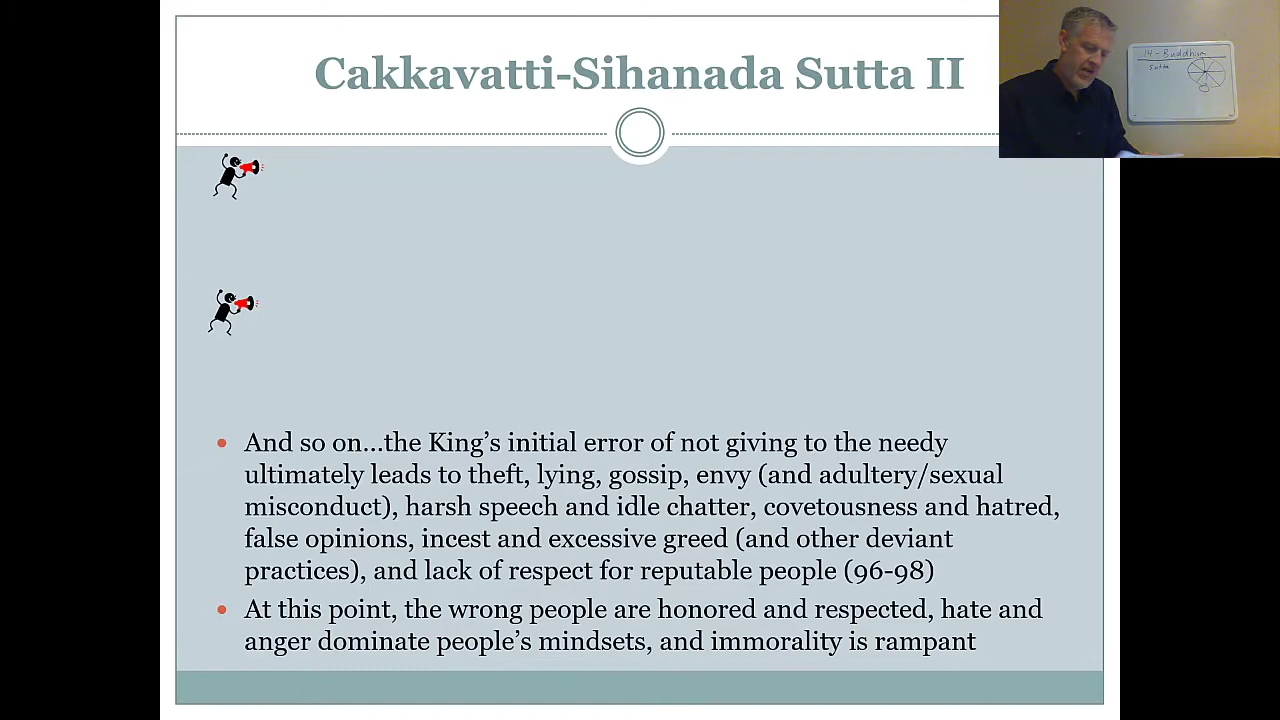 Cakkavatti-Sihanada Sutta II
14 - Buddhism
Sutta
• And so on…the King’s initial error of not giving to the needy
ultimately leads to theft, lying, gossip, envy (and adultery/sexual
misconduct), harsh speech and idle chatter, covetousness and hatred,
false opinions, incest and excessive greed (and other deviant
practices), and lack of respect for reputable people (96-98)
• At this point, the wrong people are honored and respected, hate and
anger dominate people’s mindsets, and immorality is rampant